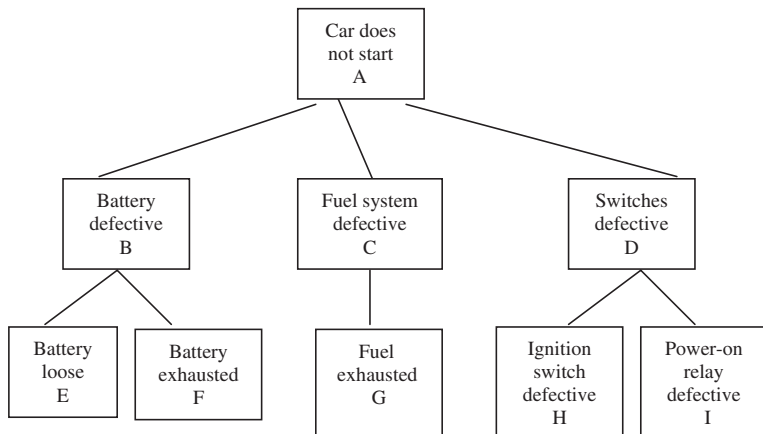 Car does
not start
A
Battery
defective
B
Fuel system
defective
C
Switches
defective
D
Battery
loose
E
Battery
exhausted
F
Fuel
exhausted
G
Ignition
switch
defective
H
Power-on
relay
defective
I